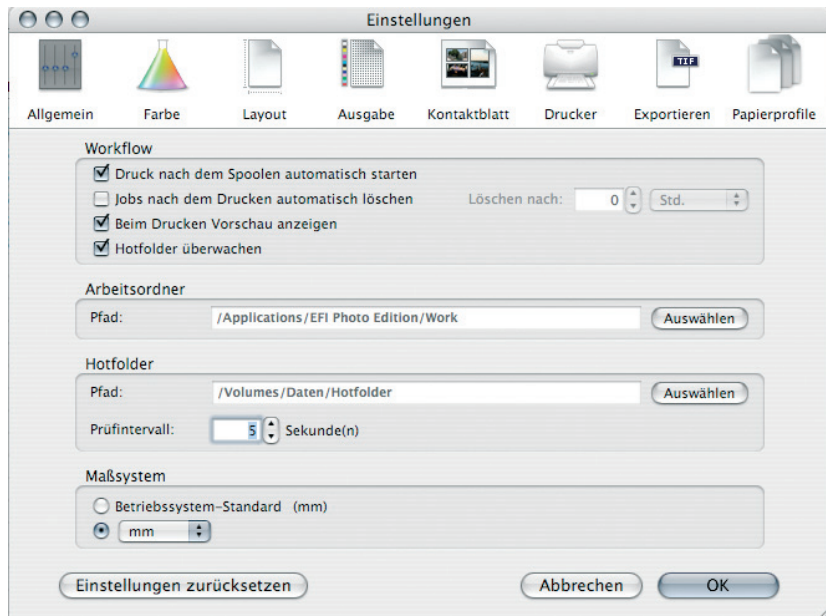 Einstellungen
TIF
Allgemein Farbe Layout Ausgabe Kontaktblatt Drucker Exportieren Papierprofile
Workflow
Druck nach dem Spoolen automatisch starten
Jobs nach dem Drucken automatisch löschen Löschen nach: 0 Std.
Beim Drucken Vorschau anzeigen
Hotfolder überwachen
Arbeitsordner
Pfad: /Applications/EFI Photo Edition/Work Auswählen
Hotfolder
Pfad: /Volumes/Daten/Hotfolder Auswählen
Prüfintervall: 5 Sekunde(n)
Maßsystem
Betriebssystem-Standard (mm)
mm
Einstellungen zurücksetzen Abbrechen OK